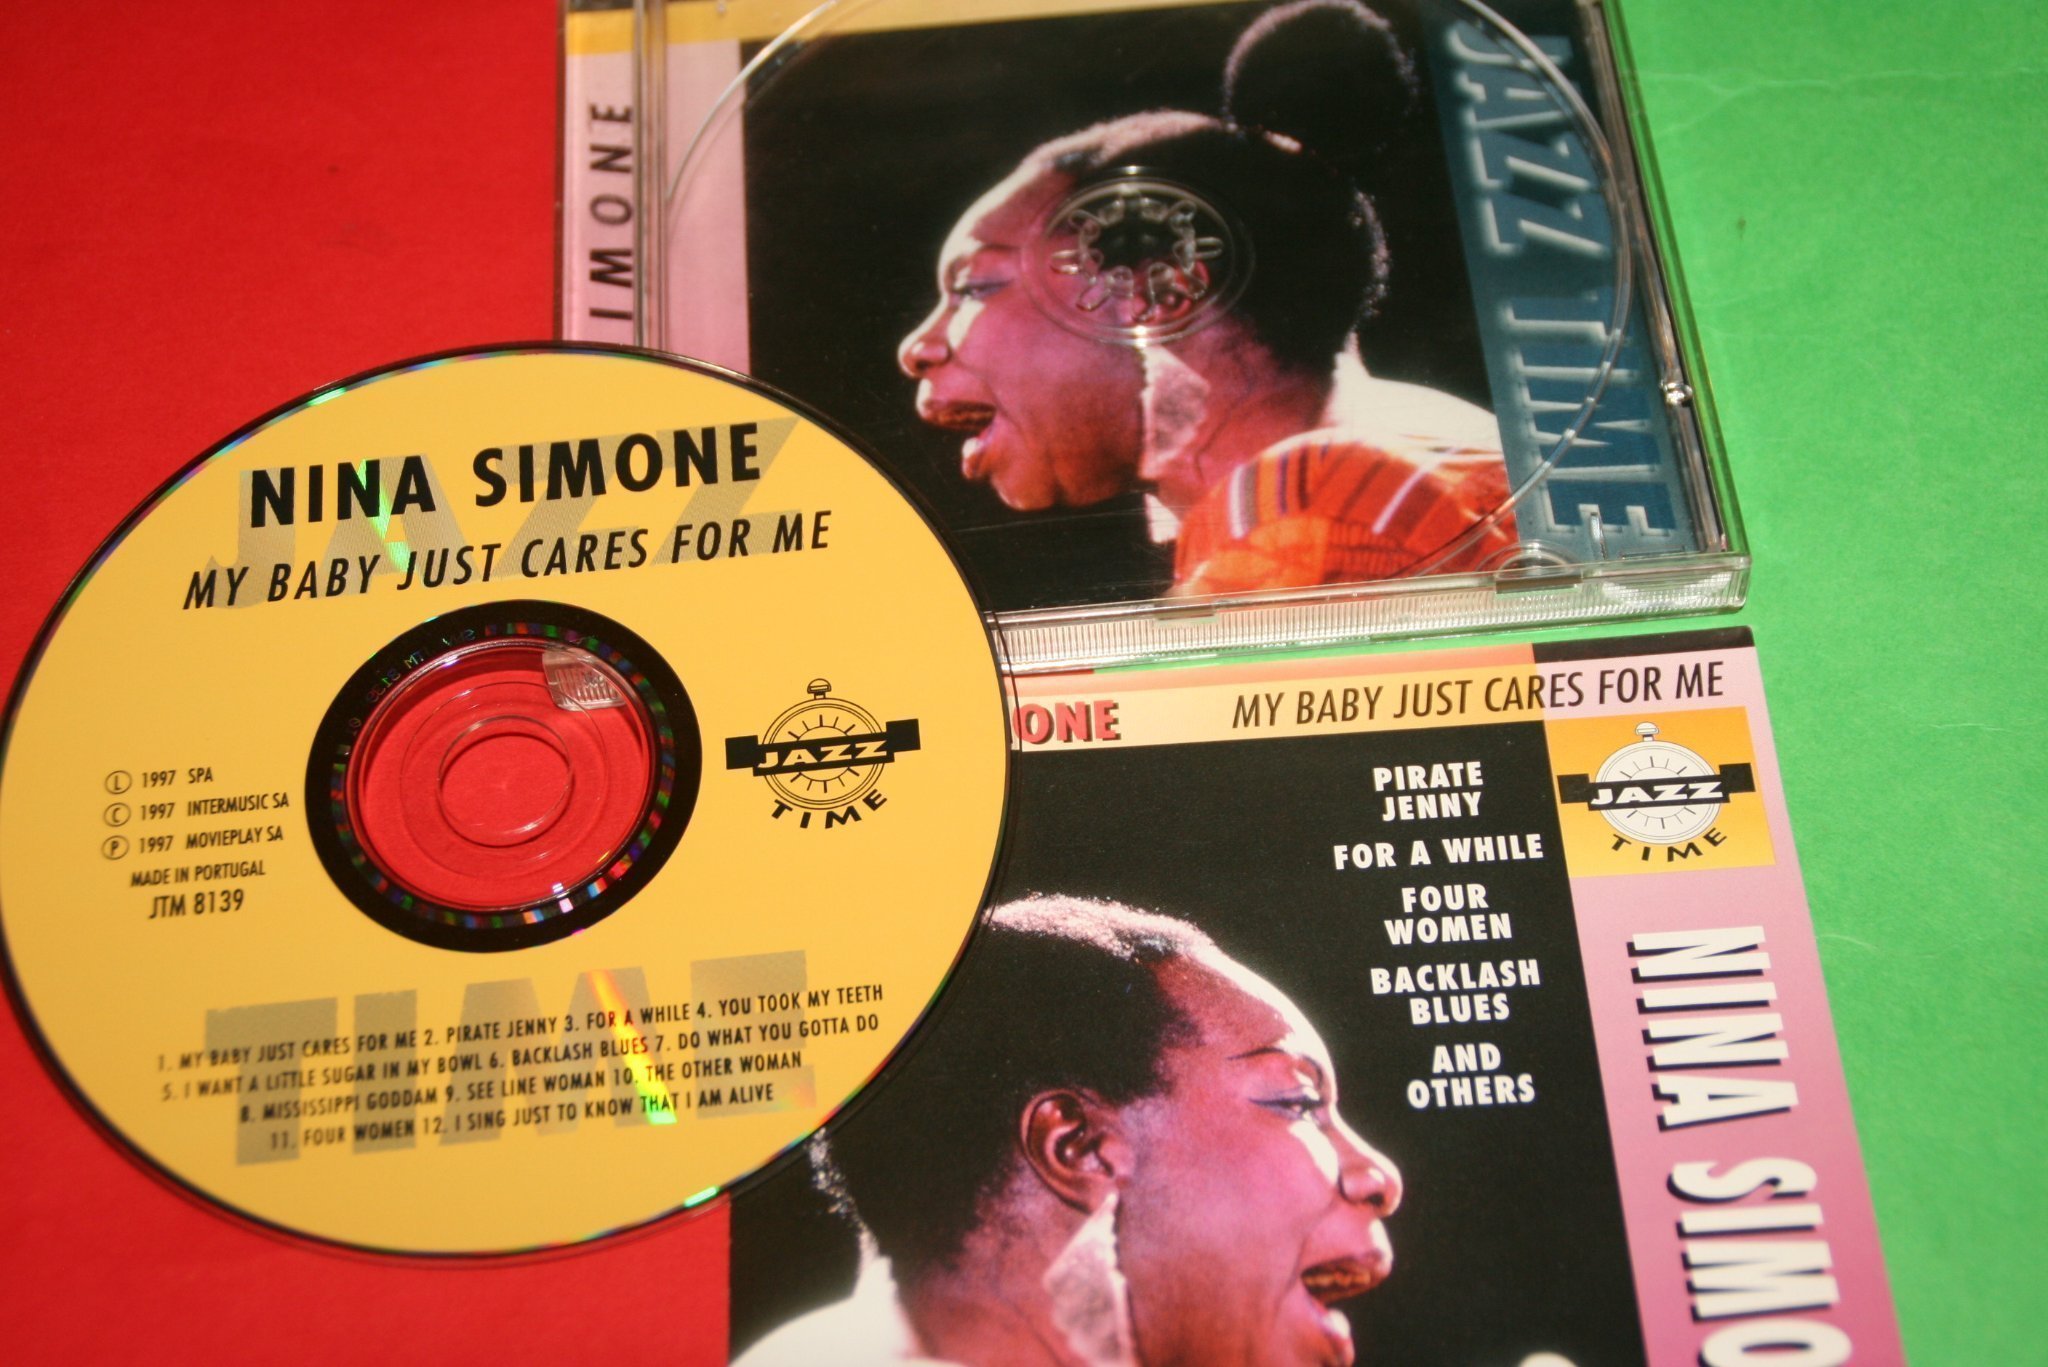 IMONE
JAZZ TIME
NINA SIMONE
JAZZ
MY BABY JUST CARES FOR ME
JAZZ
TIME
L 1997 SPA
C 1997 INTERMUSIC SA
P 1997 MOVIEPLAY SA
MADE IN PORTUGAL
JTM 8139
TIME
1. MY BABY JUST CARES FOR ME 2. PIRATE JENNY 3. FOR A WHILE 4. YOU TOOK MY TEETH
5. I WANT A LITTLE SUGAR IN MY BOWL 6. BACKLASH BLUES 7. DO WHAT YOU GOTTA DO
8. MISSISSIPPI GODDAM 9. SEE LINE WOMAN 10. THE OTHER WOMAN
11. FOUR WOMEN 12. I SING JUST TO KNOW THAT I AM ALIVE
MONE MY BABY JUST CARES FOR ME
JAZZ
TIME
PIRATE
JENNY
FOR A WHILE
FOUR
WOMEN
BACKLASH
BLUES
AND
OTHERS
NINA SIMO